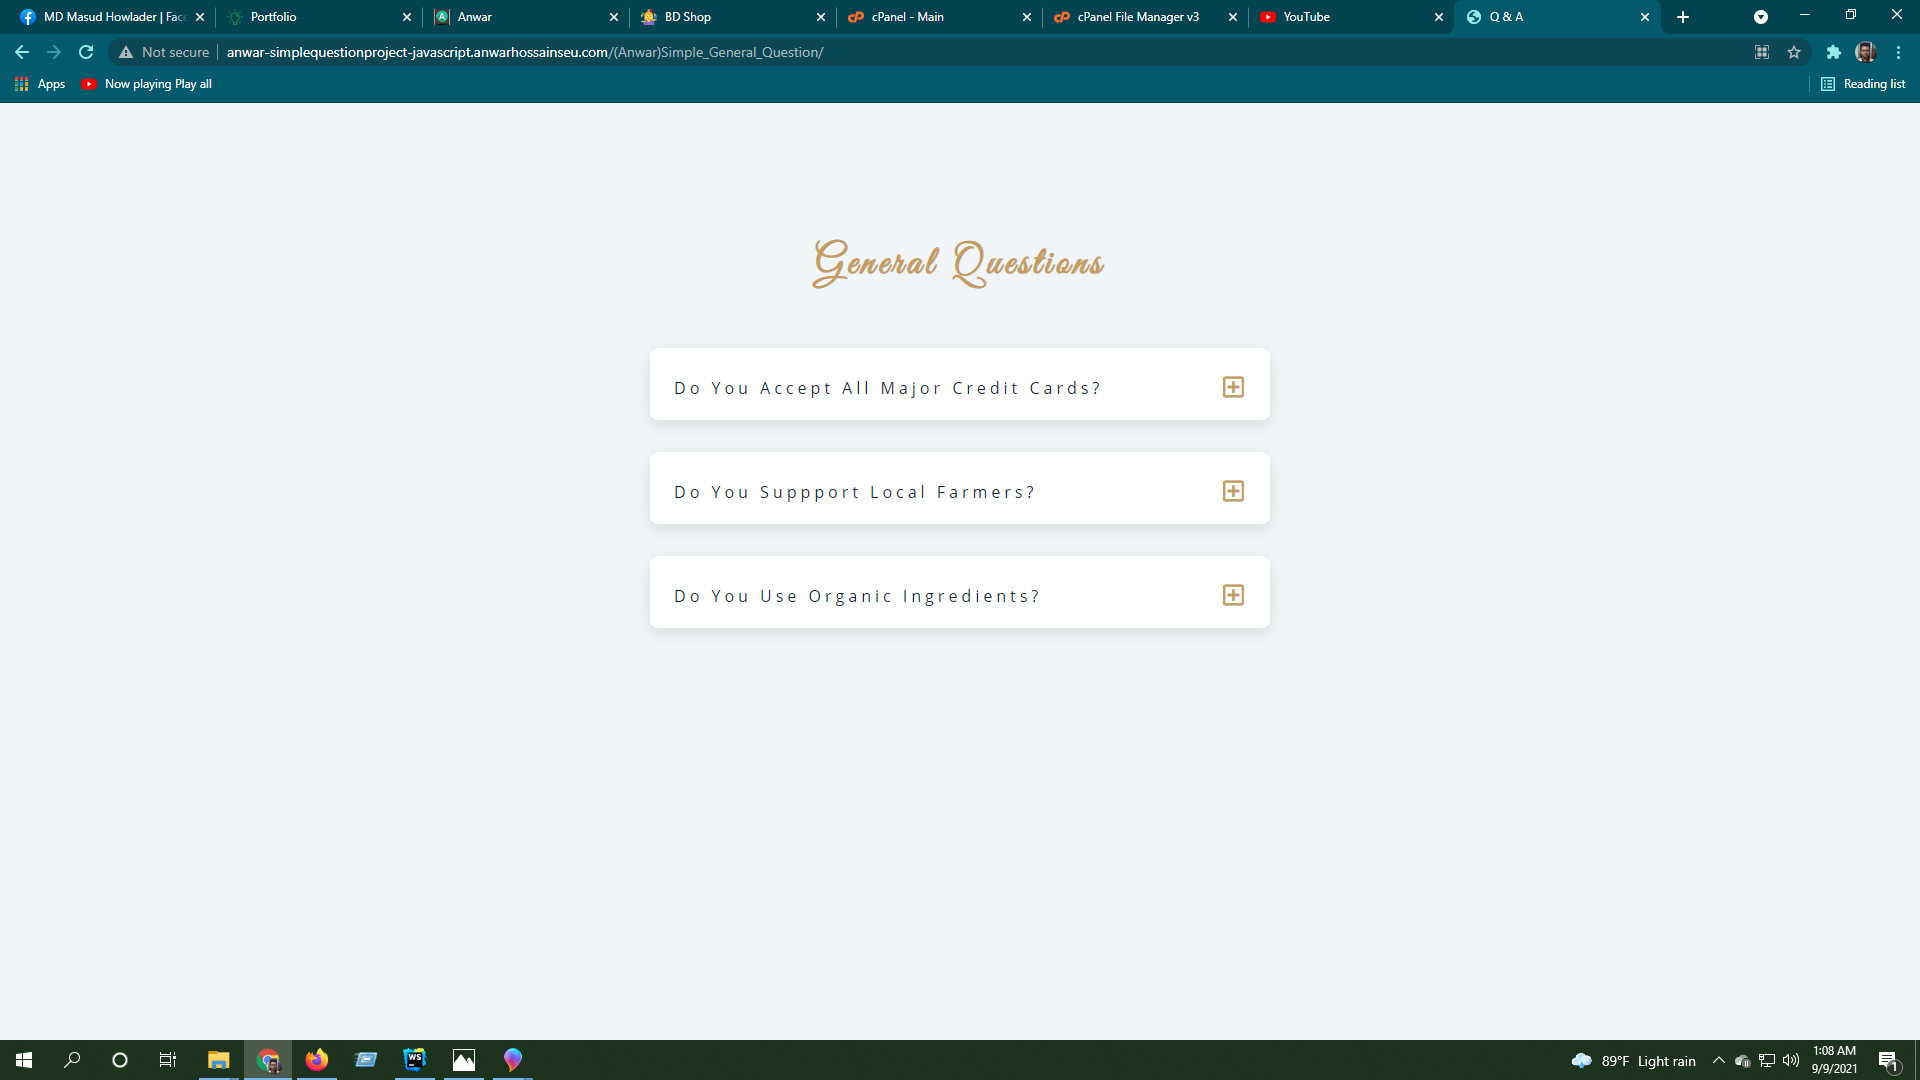 MD Masud Howlader | Fac
Portfolio
Anwar
BD Shop
cPanel - Main
cPanel File Manager v3
YouTube
Q & A
Not secure
anwar-simplequestionproject-javascript.anwarhossainseu.com/(Anwar)Simple_General_Question/
Apps
Now playing Play all
Reading list
General Questions
Do You Accept All Major Credit Cards?
Do You Suppport Local Farmers?
Do You Use Organic Ingredients?
WS
89°F Light rain
1:08 AM
9/9/2021
1